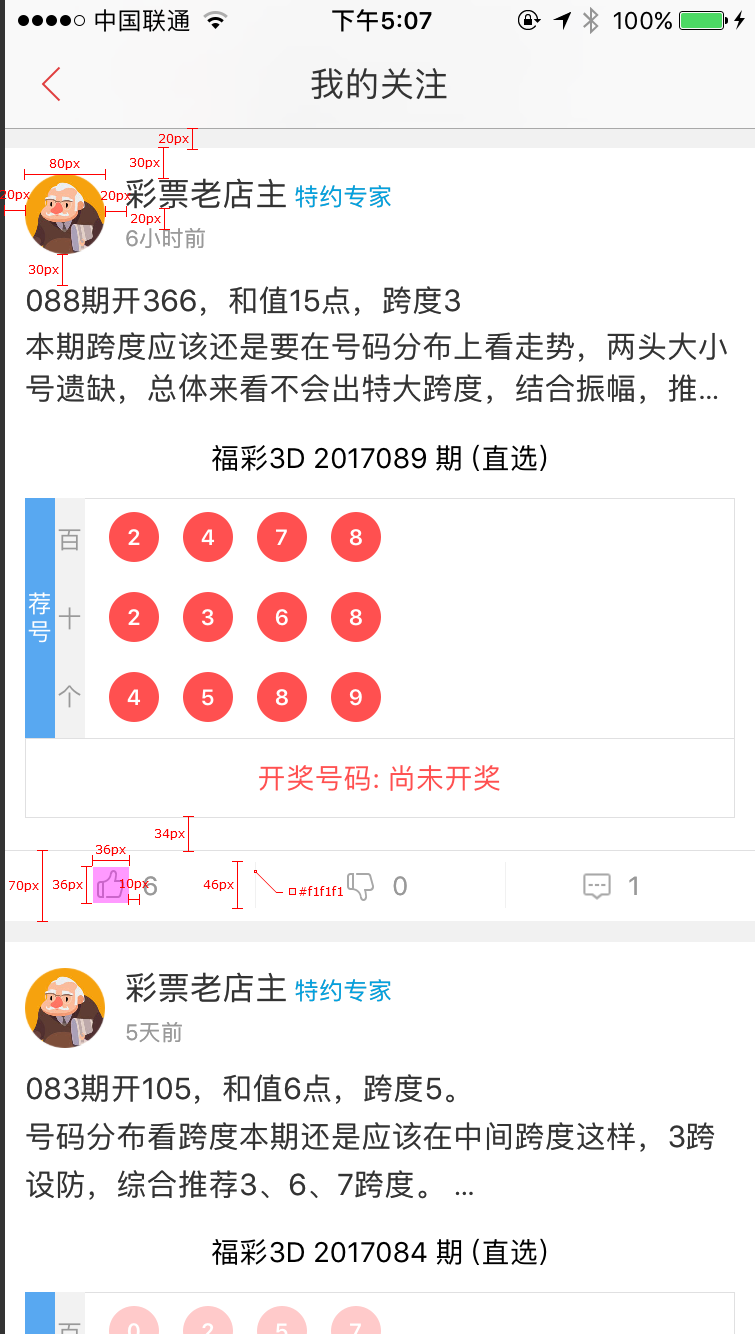 中国联通 下午5:07 100%
我的关注
20px
80px 30px
彩票老店主 特约专家
20px 20px
20px
6小时前
30px
088期开366，和值15点，跨度3
本期跨度应该还是要在号码分布上看走势，两头大小
号遗缺，总体来看不会出特大跨度，结合振幅，推...
福彩3D 2017089 期 (直选)
百 2 4 7 8
荐号
十 2 3 6 8
个 4 5 8 9
开奖号码: 尚未开奖
34px
36px
70px 36px 10px 6 46px #f1f1f1 0 1
彩票老店主 特约专家
5天前
083期开105，和值6点，跨度5。
号码分布看跨度本期还是应该在中间跨度这样，3跨
设防，综合推荐3、6、7跨度。 ...
福彩3D 2017084 期 (直选)
百 0 2 5 7